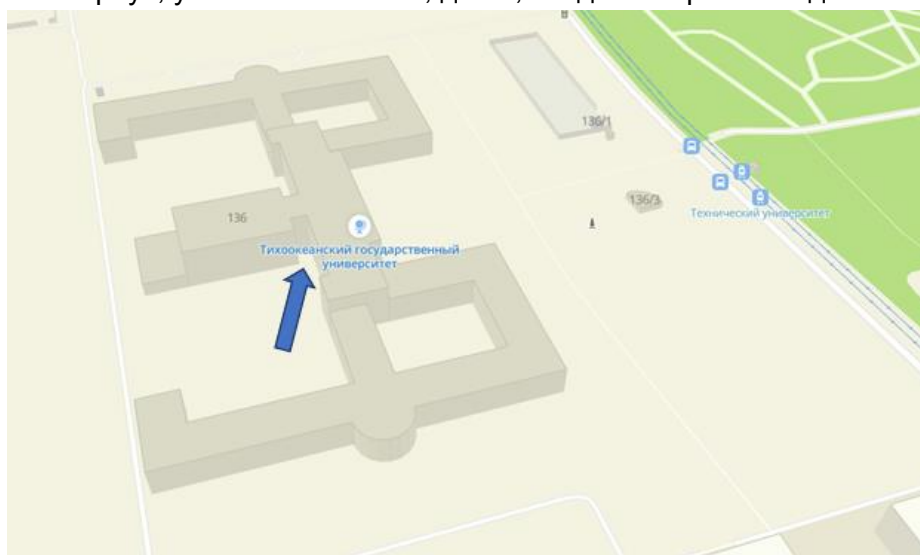 136/1
136/3
Технический университет
136
Тихоокеанский государственный
университет